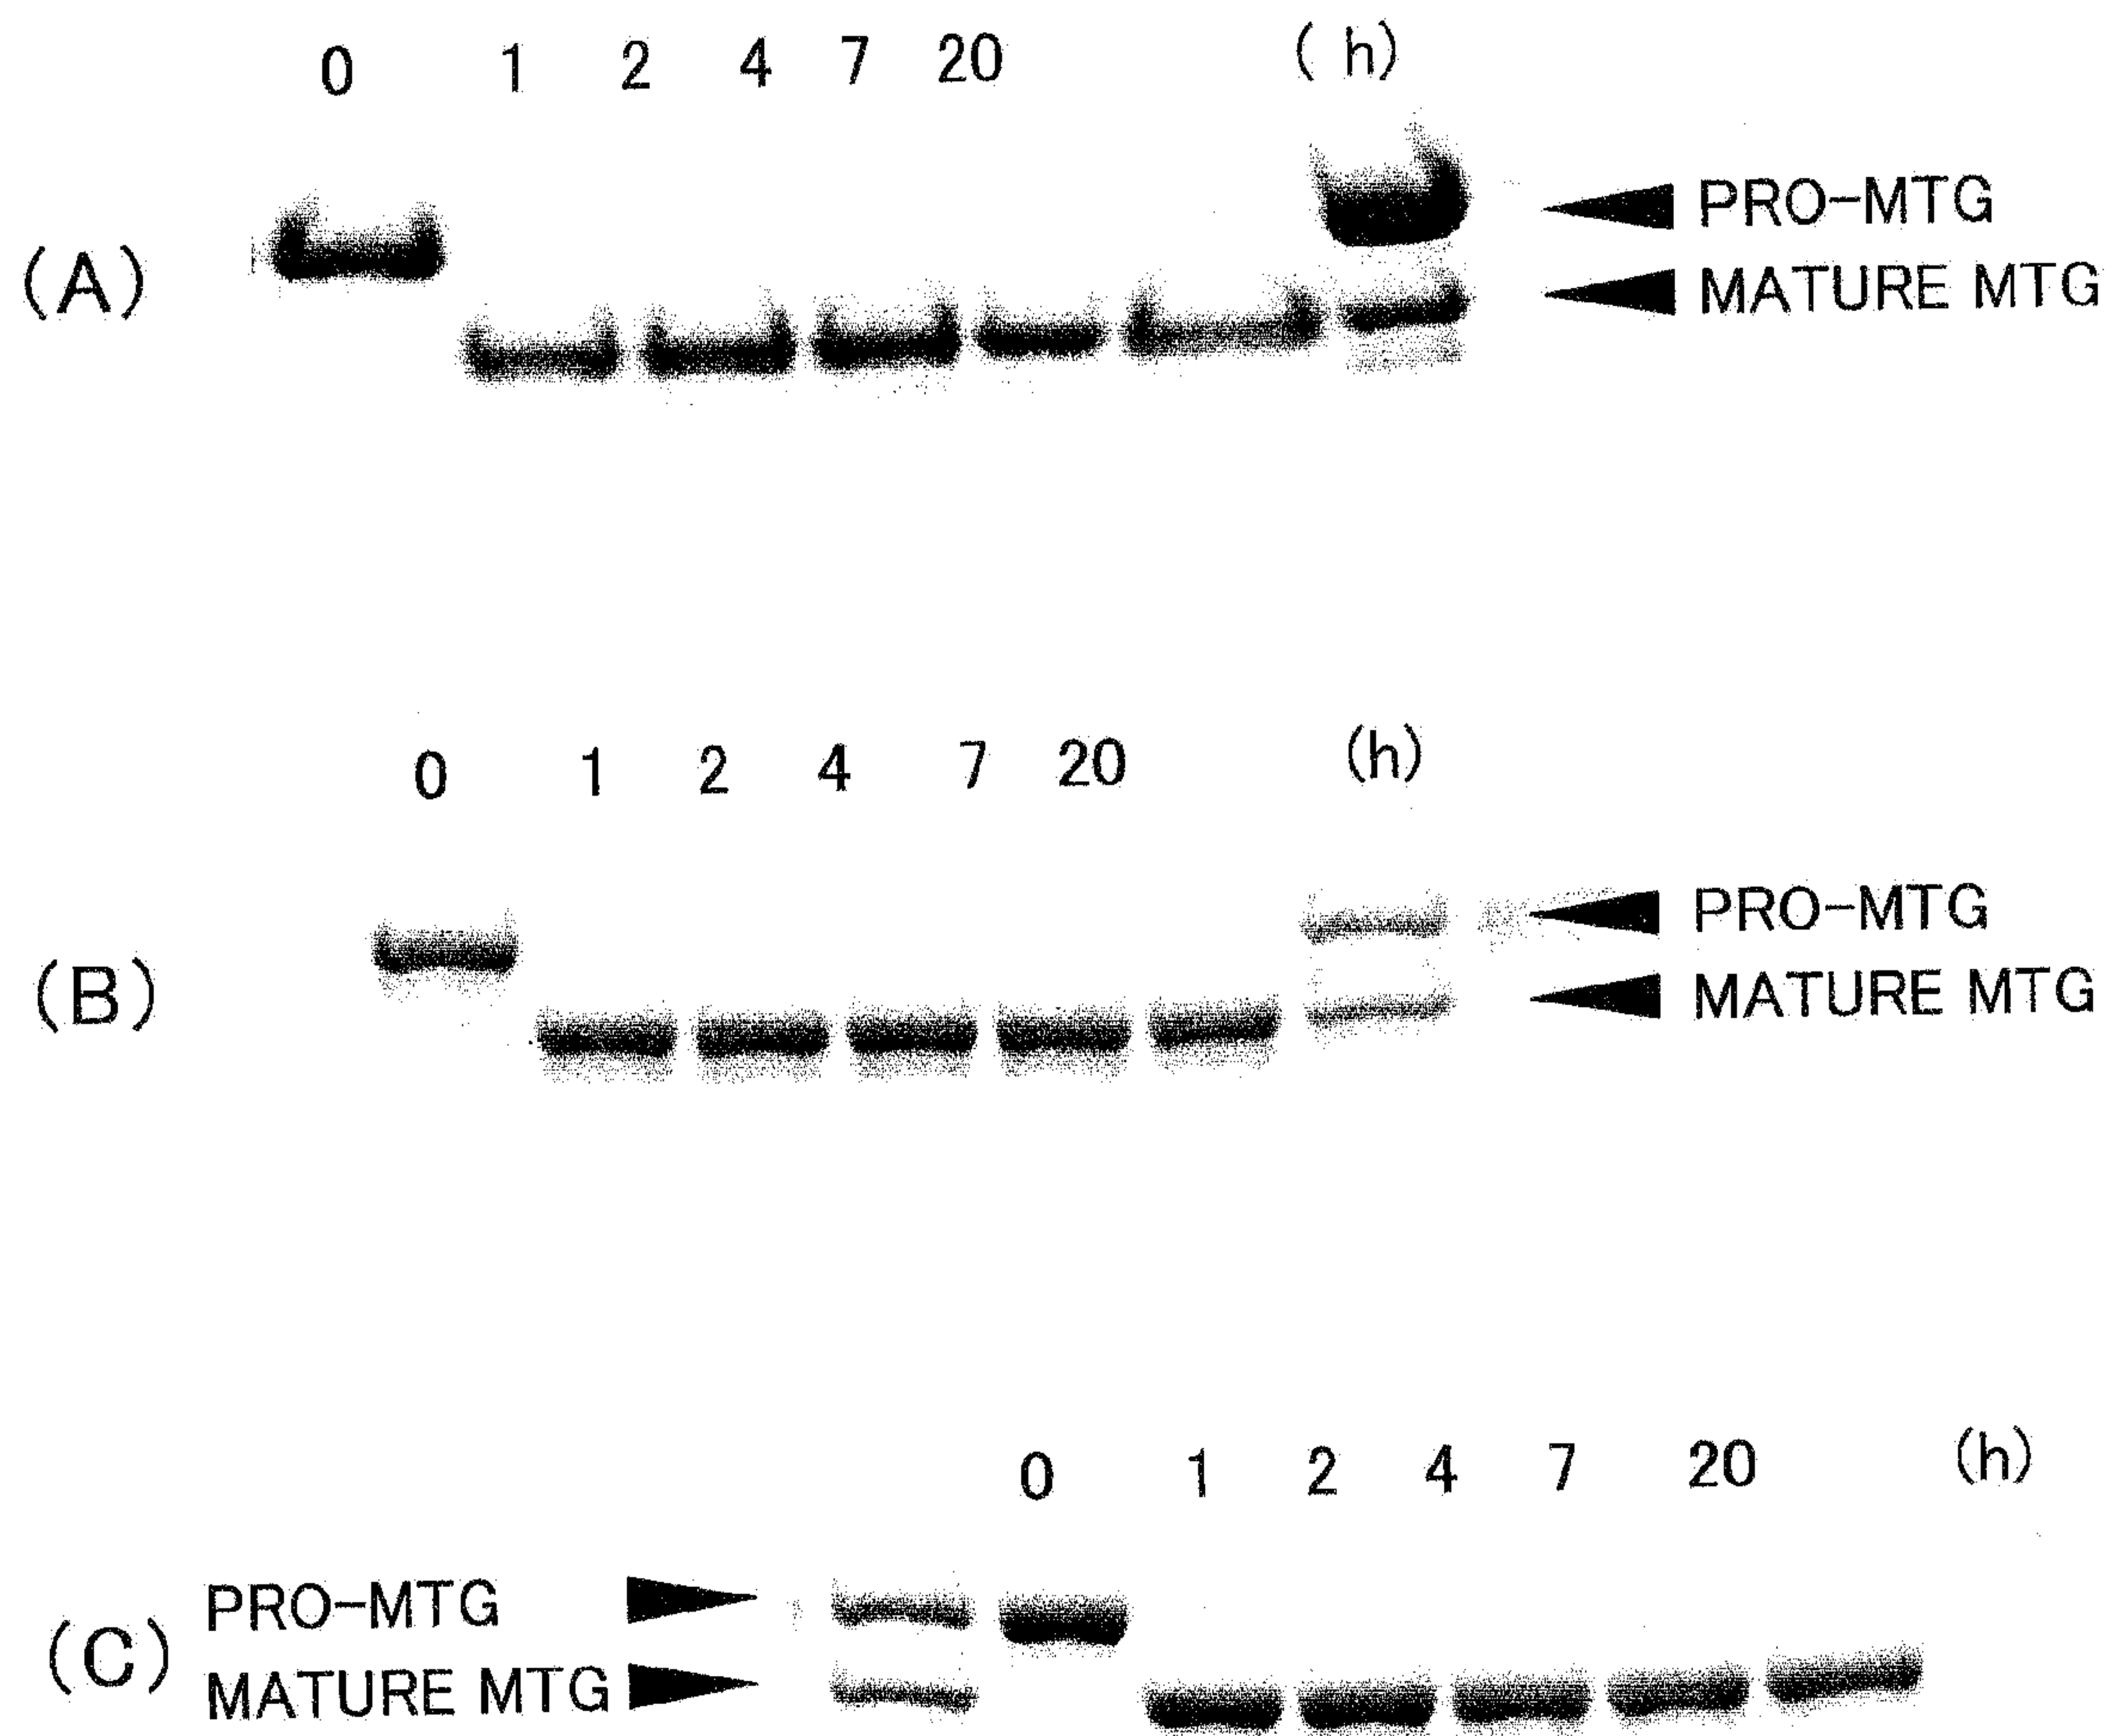 0 1 2 4 7 20 ( h)
PRO-MTG
(A)
MATURE MTG
0 1 2 4 7 20 (h)
PRO-MTG
(B)
MATURE MTG
0 1 2 4 7 20 (h)
PRO-MTG
(C)
MATURE MTG